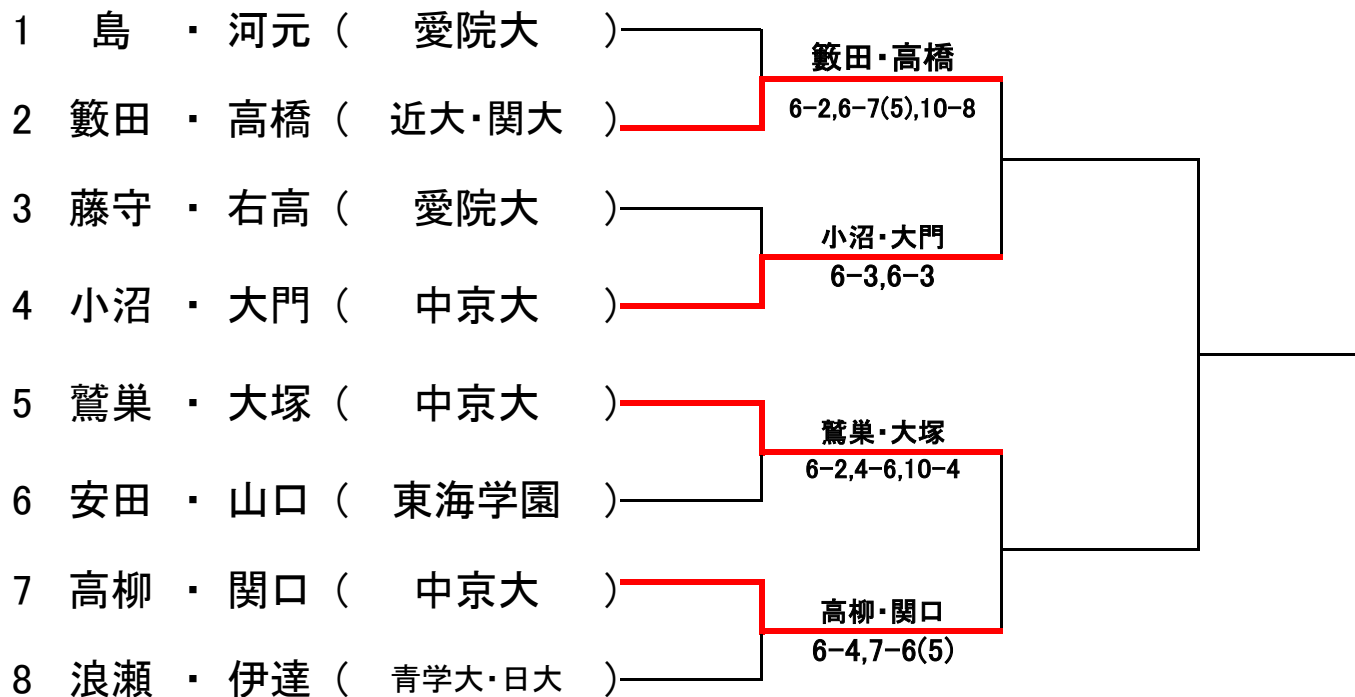 1 島 ・ 河元 ( 愛院大 )
籔田・高橋
6-2,6-7(5),10-8
2 籔田 ・ 高橋 ( 近大・関大 )
3 藤守 ・ 右高 ( 愛院大 )
小沼・大門
6-3,6-3
4 小沼 ・ 大門 ( 中京大 )
5 鷲巣 ・ 大塚 ( 中京大 )
鷲巣・大塚
6-2,4-6,10-4
6 安田 ・ 山口 ( 東海学園 )
7 高柳 ・ 関口 ( 中京大 )
高柳・関口
6-4,7-6(5)
8 浪瀬 ・ 伊達 ( 青学大・日大 )